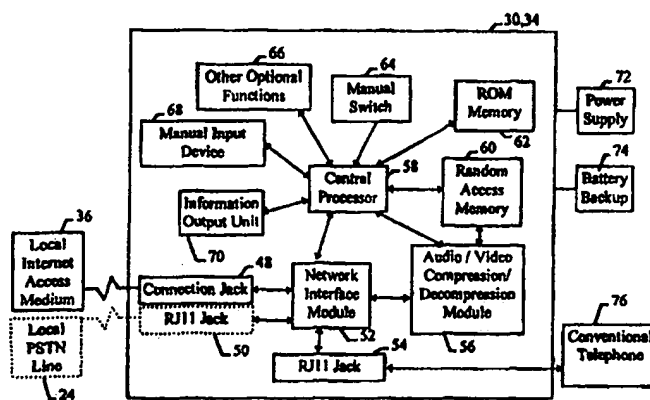 30,34
66
Other Optional
Functions
64
Manual
Switch
ROM
Memory
62
72
Power
Supply
68
Manual Input
Device
60
Random
Access
Memory
58
Central
Processor
74
Battery
Backup
Information
Output Unit
70
36
Local
Internet
Access
Medium
48
Connection Jack
RJ11 Jack
50
Network
Interface
Module
52
Audio / Video
Compression/
Decompression
Module
56
Local
PSTN
Line
24
54
RJ11 Jack
76
Conventional
Telephone